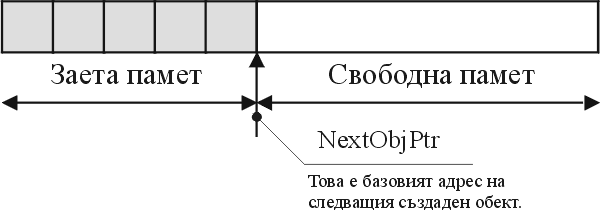 Заета памет
Свободна памет
NextObjPtr
Това е базовият адрес на
следващия създаден обект.